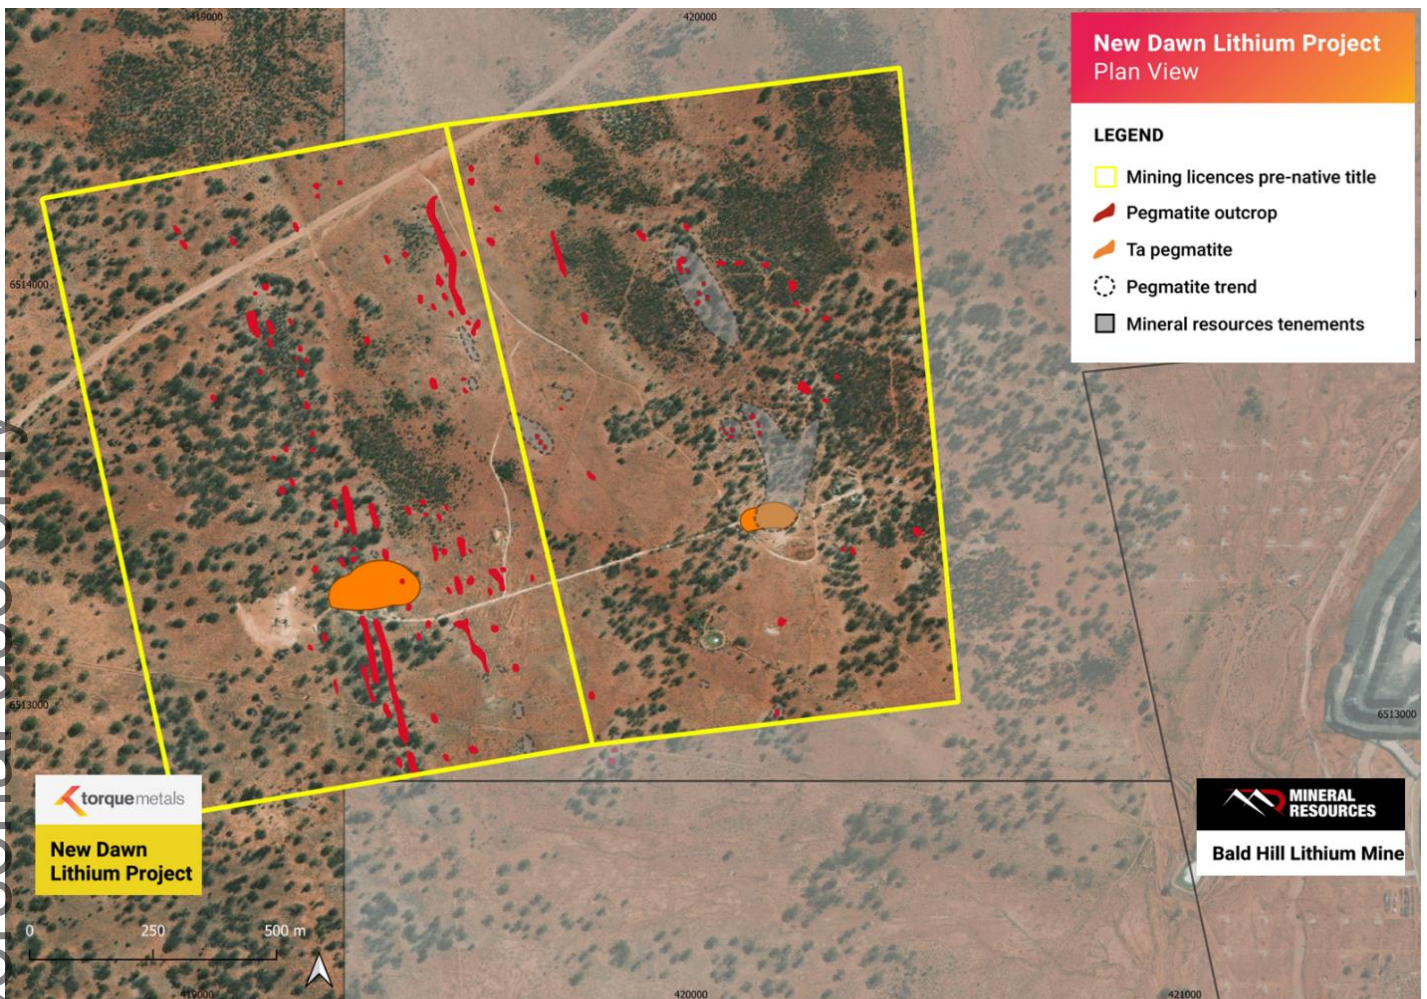 419000
420000
New Dawn Lithium Project
Plan View
LEGEND
Mining licences pre-native title
Pegmatite outcrop
Ta pegmatite
Pegmatite trend
Mineral resources tenements
6514000
6513000
6513000
torquemetals
New Dawn
Lithium Project
MINERAL
RESOURCES
Bald Hill Lithium Mine
0 250 500 m
419000
420000
421000